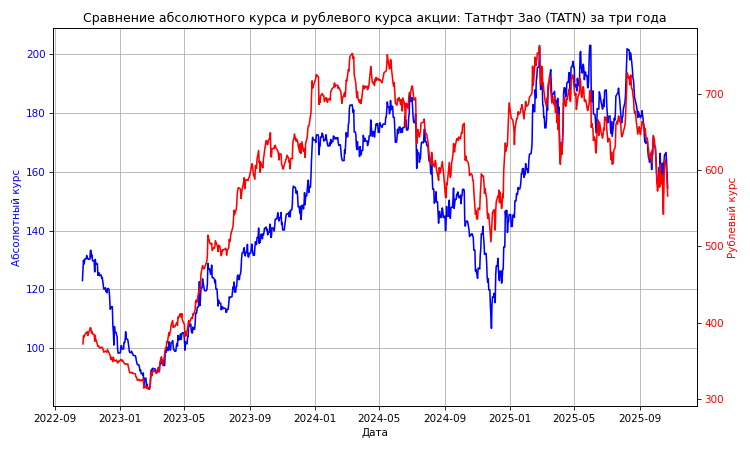 Сравнение абсолютного курса и рублевого курса акции: Татнфт 3ао (TATN) за три года
200
180
160
140
120
100
Абсолютный курс
700
600
500
400
300
Рублевый курс
2022-09 2023-01 2023-05 2023-09 2024-01 2024-05 2024-09 2025-01 2025-05 2025-09
Дата